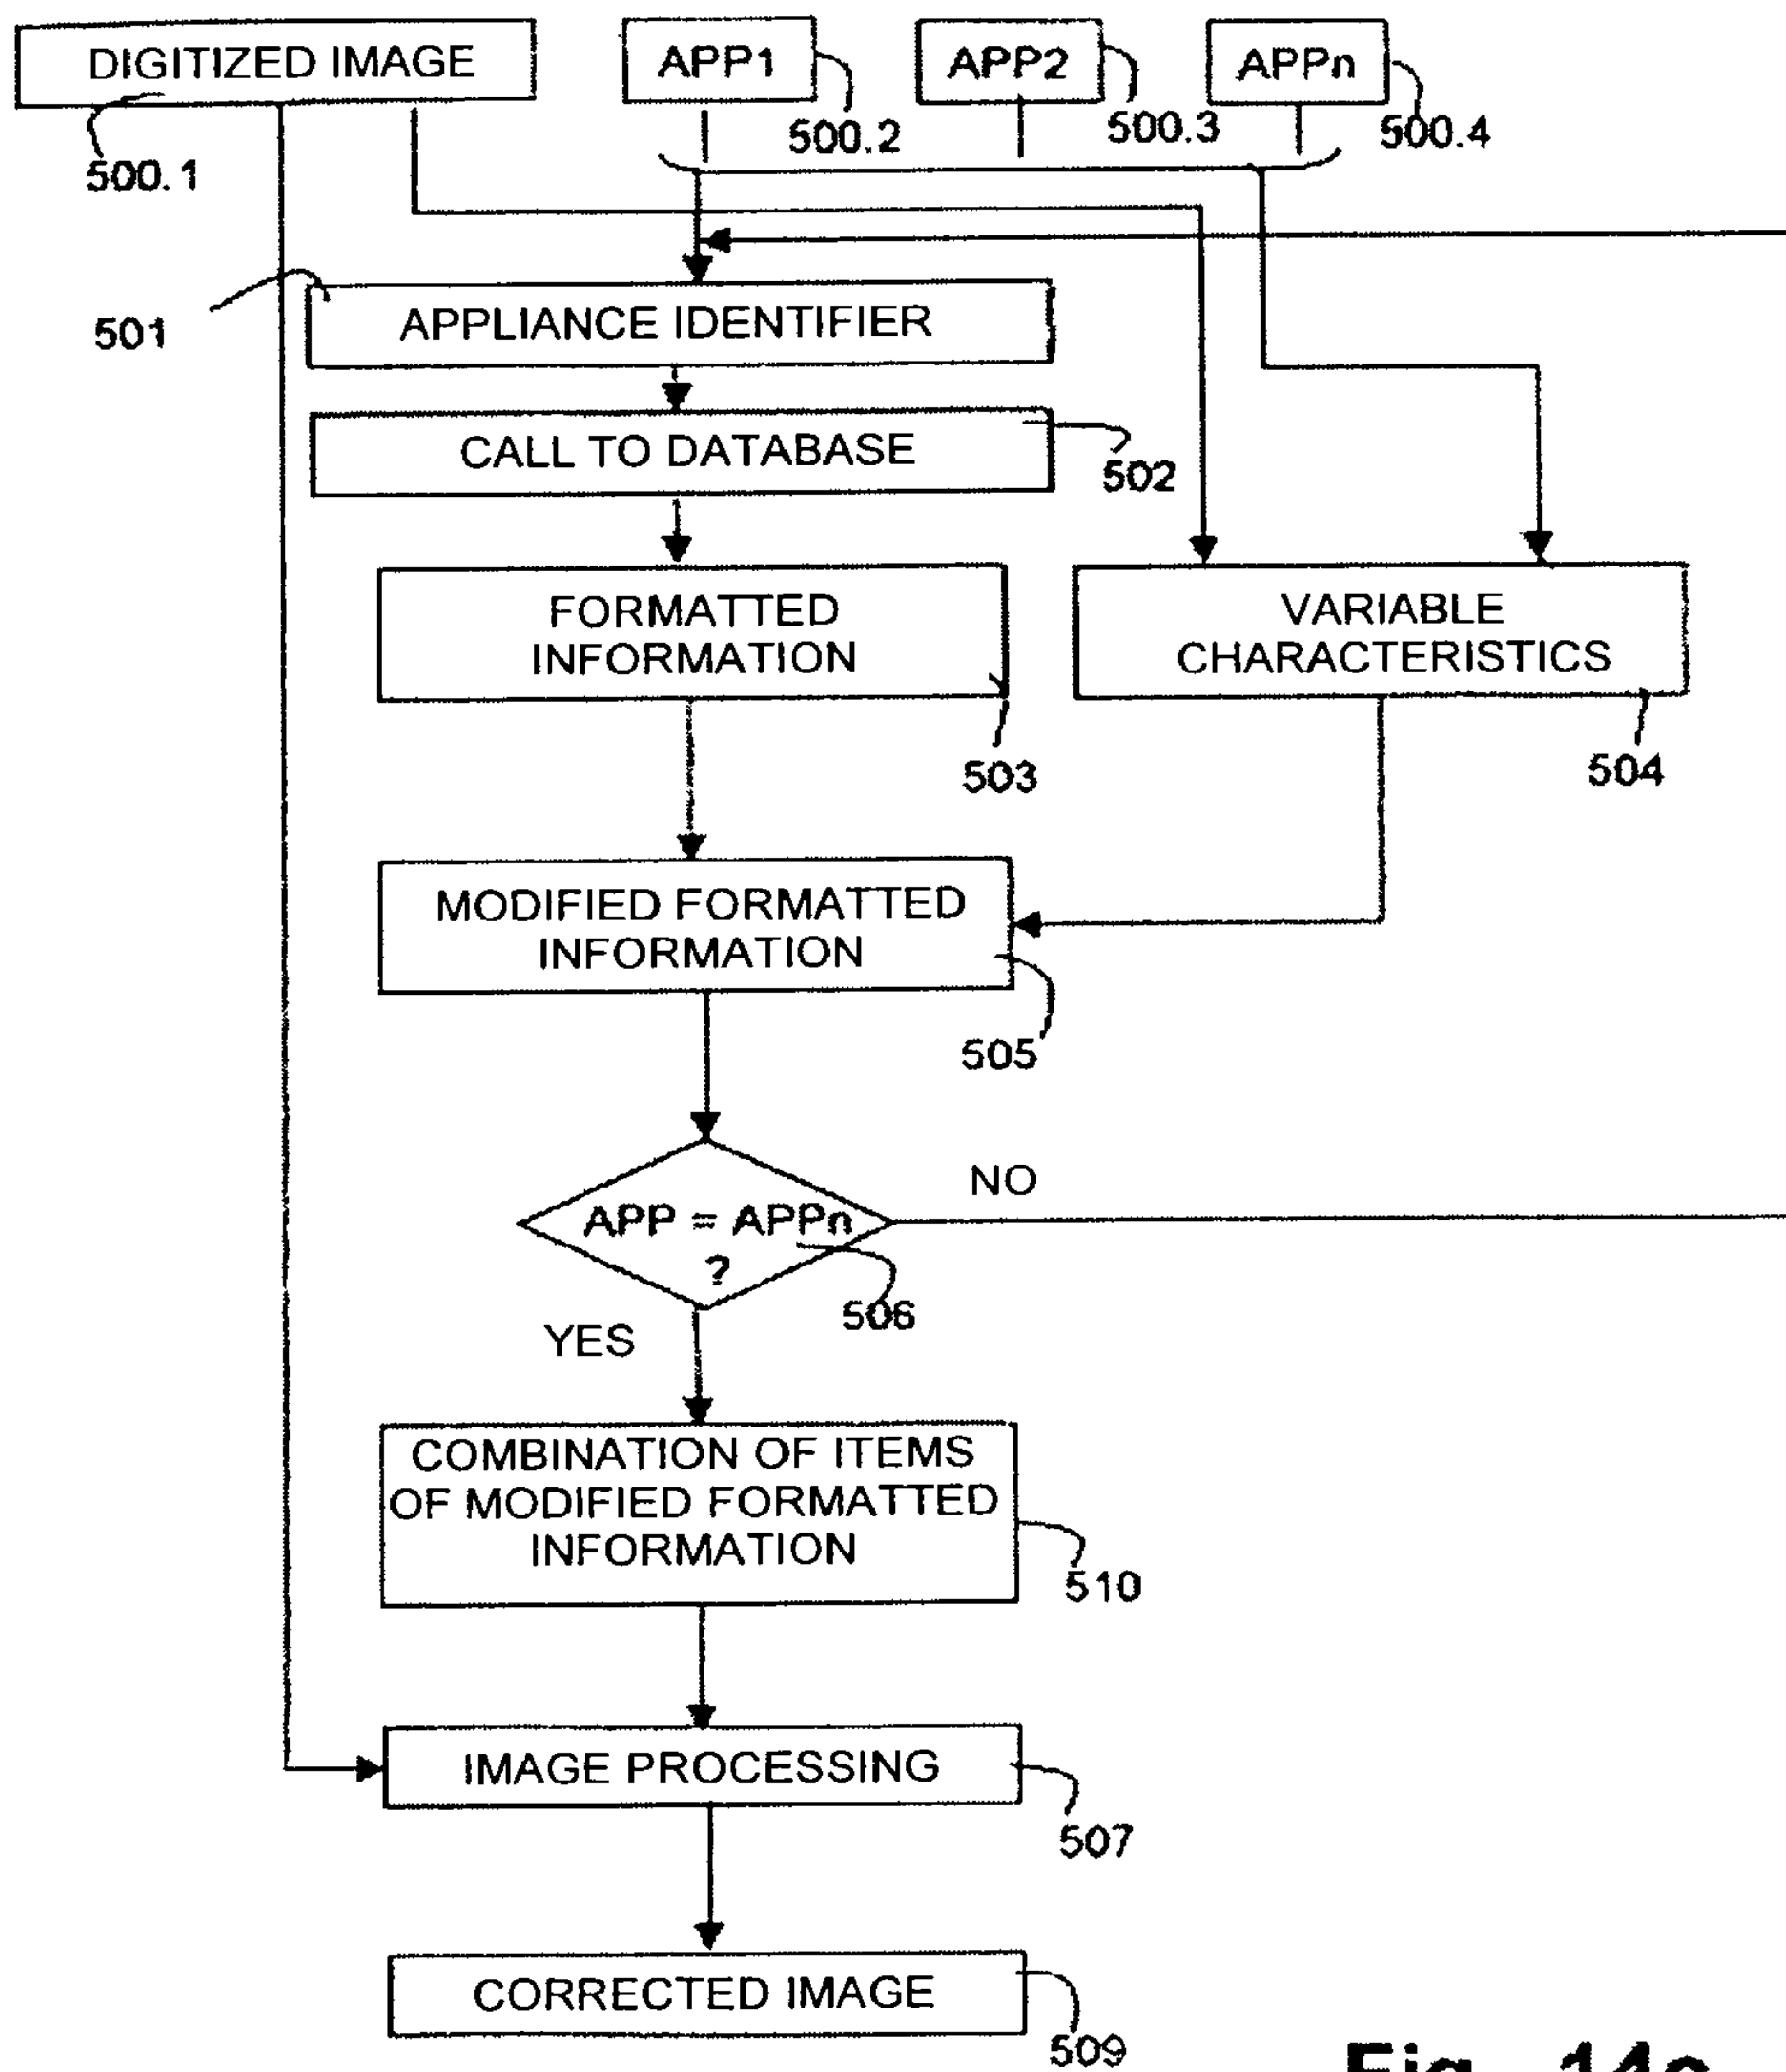 DIGITIZED IMAGE
APP1
APP2
APPn
500.1
500.2
500.3
500.4
501
APPLIANCE IDENTIFIER
CALL TO DATABASE
502
FORMATTED
INFORMATION
503
VARIABLE
CHARACTERISTICS
504
MODIFIED FORMATTED
INFORMATION
505
APP = APPn
?
506
NO
YES
COMBINATION OF ITEMS
OF MODIFIED FORMATTED
INFORMATION
510
IMAGE PROCESSING
507
CORRECTED IMAGE
509
Fig.